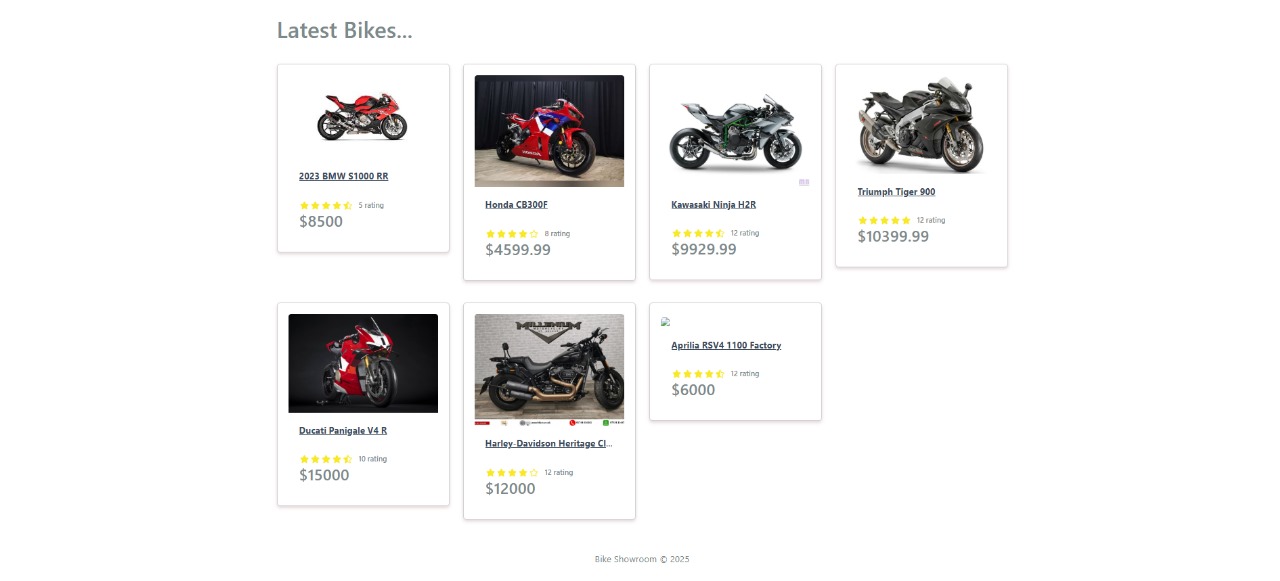 Latest Bikes...
2023 BMW S1000 RR
5 rating
$8500
Honda CB300F
8 rating
$4599.99
Kawasaki Ninja H2R
12 rating
$9929.99
Triumph Tiger 900
12 rating
$10399.99
Ducati Panigale V4 R
10 rating
$15000
MILLENIUM
Harley-Davidson Heritage Cl...
12 rating
$12000
Aprilia RSV4 1100 Factory
12 rating
$6000
Bike Showroom © 2025